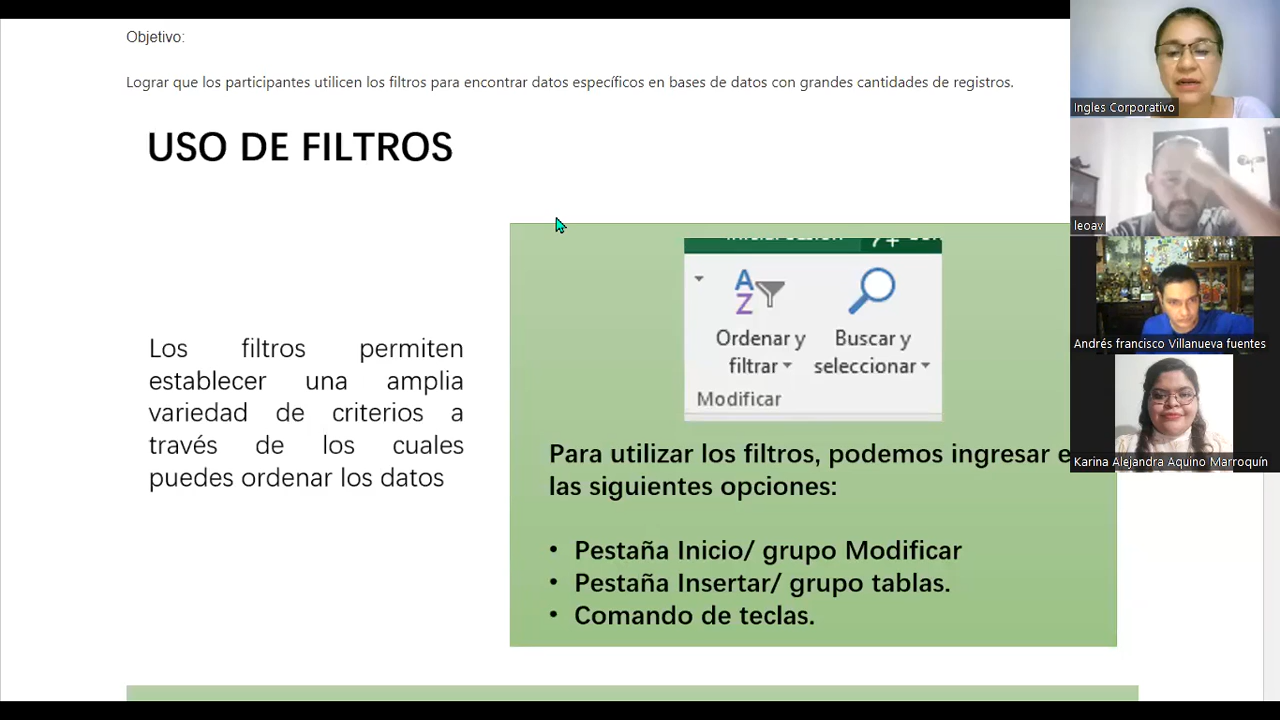 Objetivo:
Lograr que los participantes utilicen los filtros para encontrar datos específicos en bases de datos con grandes cantidades de registros.
USO DE FILTROS
Los filtros permiten
establecer una amplia
variedad de criterios a
través de los cuales
puedes ordenar los datos
Ordenar y
filtrar
Buscar y
seleccionar
Modificar
Para utilizar los filtros, podemos ingresar
las siguientes opciones:
• Pestaña Inicio/ grupo Modificar
• Pestaña Insertar/ grupo tablas.
• Comando de teclas.
Ingles Corporativo
leoav
Andrés francisco Villanueva fuentes
Karina Alejandra Aquino Marroquín